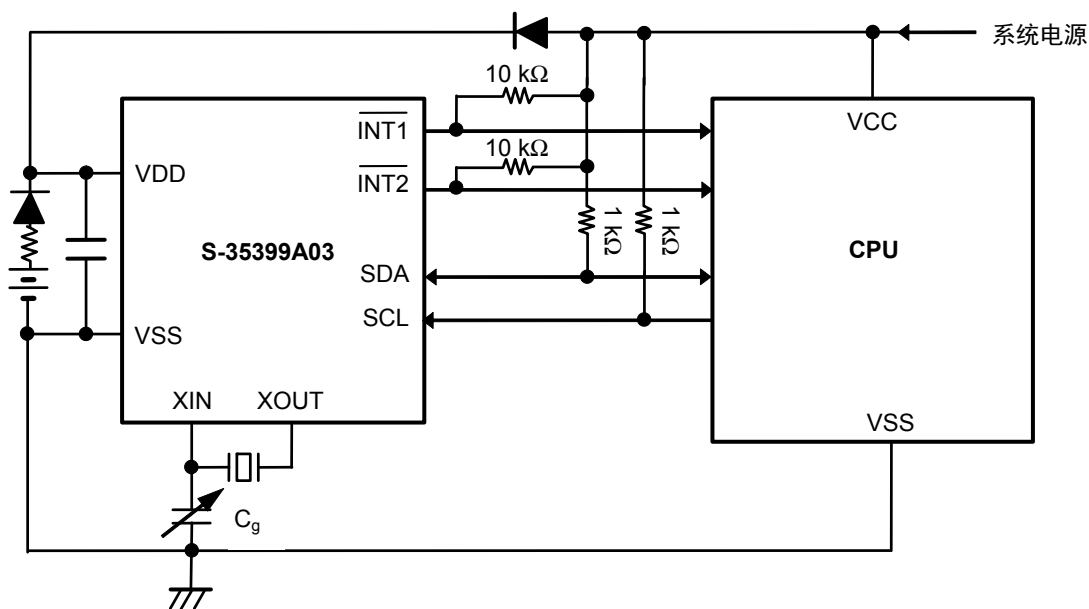 系统电源
10 kΩ
INT1
VCC
10 kΩ
VDD
INT2
S-35399A03
1 kΩ
1 kΩ
CPU
SDA
SCL
VSS
XIN
XOUT
VSS
Cg